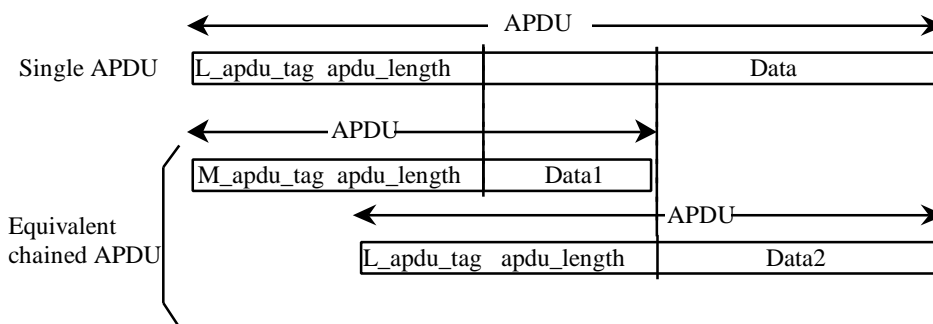 APDU
Single APDU L_apdu_tag apdu_length Data
APDU
M_apdu_tag apdu_length Data1
APDU
Equivalent
chained APDU
L_apdu_tag apdu_length Data2